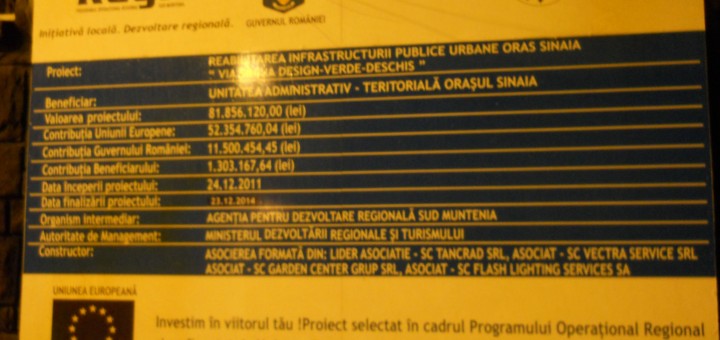 Inițiativă locală. Dezvoltare regională.
GUVERNUL ROMÂNIEI
Proiect: REABILITAREA INFRASTRUCTURII PUBLICE URBANE ORAS SINAIA
DESIGN-VERDE-DESCHIS "
Beneficiar: UNITATEA ADMINISTRATIV - TERITORIALĂ ORAȘUL SINAIA
Valoarea proiectului: 81.856.120,00 (lei)
Contribuția Uniunii Europene: 52.354.760,04 (lei)
Contribuția Guvernului României: 11.500.454,45 (lei)
Contribuția Beneficiarului: 1.303.167,64 (lei)
Data începerii proiectului: 24.12.2011
Data finalizării proiectului: 23.12.2014
Organism intermediar: AGENȚIA PENTRU DEZVOLTARE REGIONALĂ SUD MUNTENIA
Autoritate de Management: MINISTERUL DEZVOLTĂRII REGIONALE ȘI TURISMULUI
Constructor: ASOCIEREA FORMATĂ DIN: LIDER ASOCIATIE - SC TANCRAD SRL, ASOCIAT - SC VECTRA SERVICE SRL
ASOCIAT - SC GARDEN CENTER GRUP SRL, ASOCIAT - SC FLASH LIGHTING SERVICES SA
UNIUNEA EUROPEANĂ
Investim în viitorul tău !Proiect selectat în cadrul Programului Operațional Regional